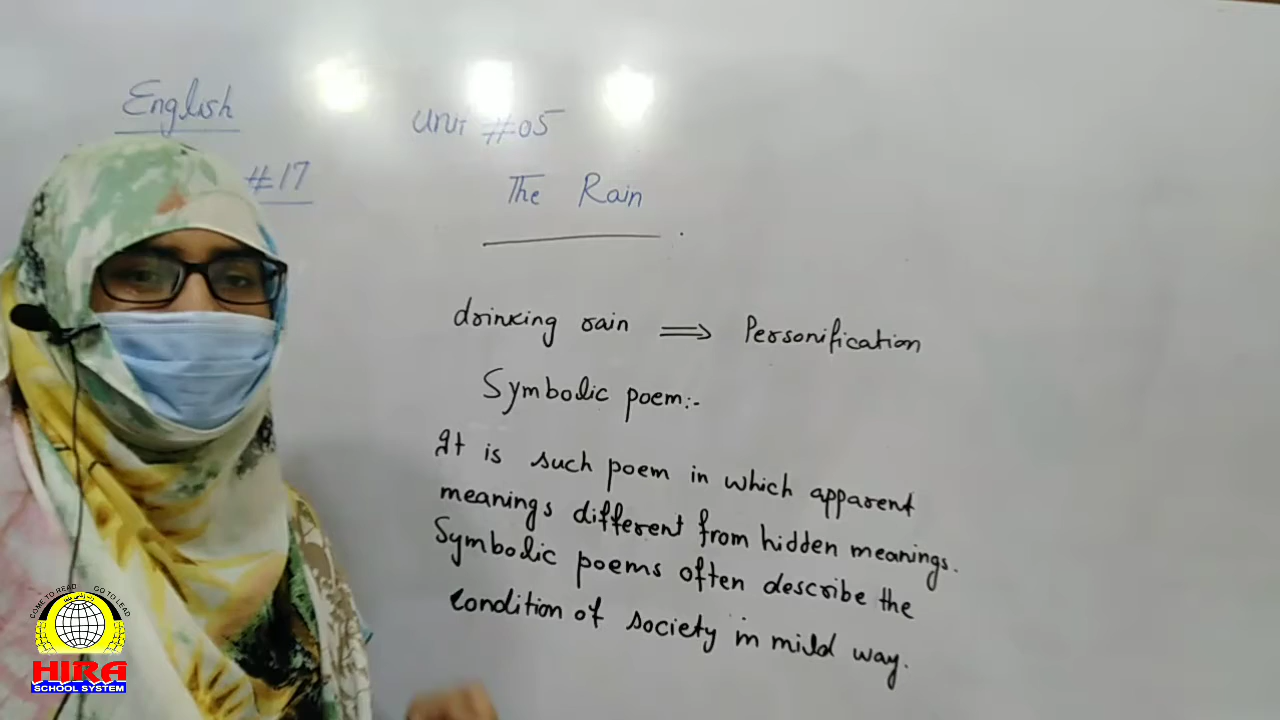 English
Unit #05
#17
The Rain
drinking rain ⟹ Personification
Symbolic poem:-
It is such poem in which apparent
meanings different from hidden meanings.
Symbolic poems often describe the
condition of society in mild way.
COME TO READ GO TO LEAD
HIRA
SCHOOL SYSTEM